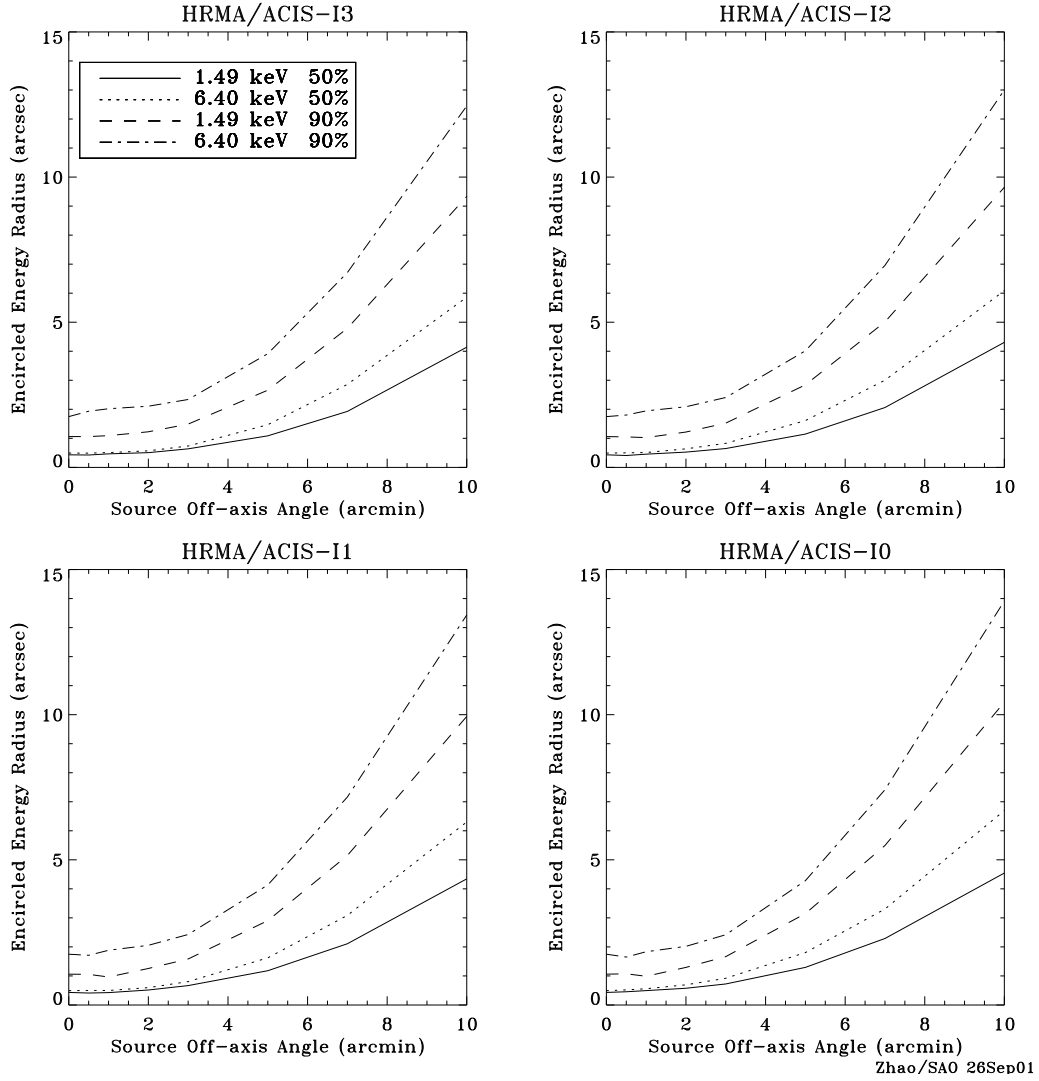 HRMA/ACIS-I3
15
10
5
0
Encircled Energy Radius (arcsec)
1.49 keV 50%
6.40 keV 50%
1.49 keV 90%
6.40 keV 90%
0 2 4 6 8 10
Source Off-axis Angle (arcmin)
HRMA/ACIS-I2
15
10
5
0
Encircled Energy Radius (arcsec)
0 2 4 6 8 10
Source Off-axis Angle (arcmin)
HRMA/ACIS-I1
15
10
5
0
Encircled Energy Radius (arcsec)
0 2 4 6 8 10
Source Off-axis Angle (arcmin)
HRMA/ACIS-I0
15
10
5
0
Encircled Energy Radius (arcsec)
0 2 4 6 8 10
Source Off-axis Angle (arcmin)
Zhao/SAO 26Sep01